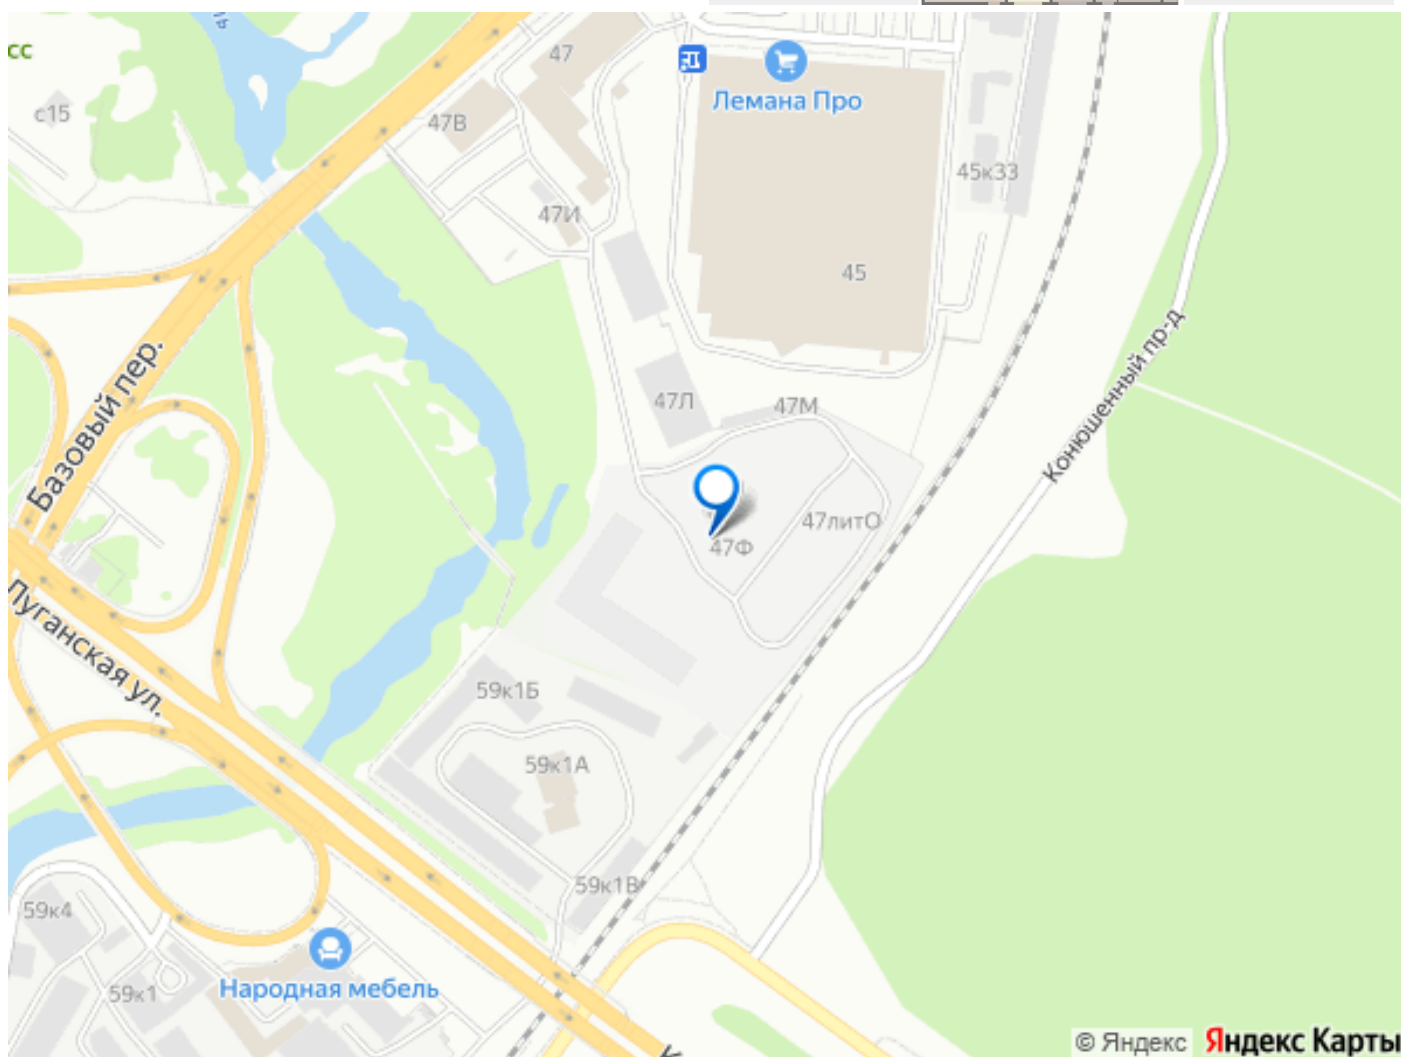 сс
с15
47
47В
Лемана Про
45к33
47И
45
Базовый пер.
Конюшенный пр-д
47Л
47М
47литО
47Ф
Луганская ул.
59к1Б
59к1А
59к1В
59к4
59к1
Народная мебель
© Яндекс Яндекс Карты